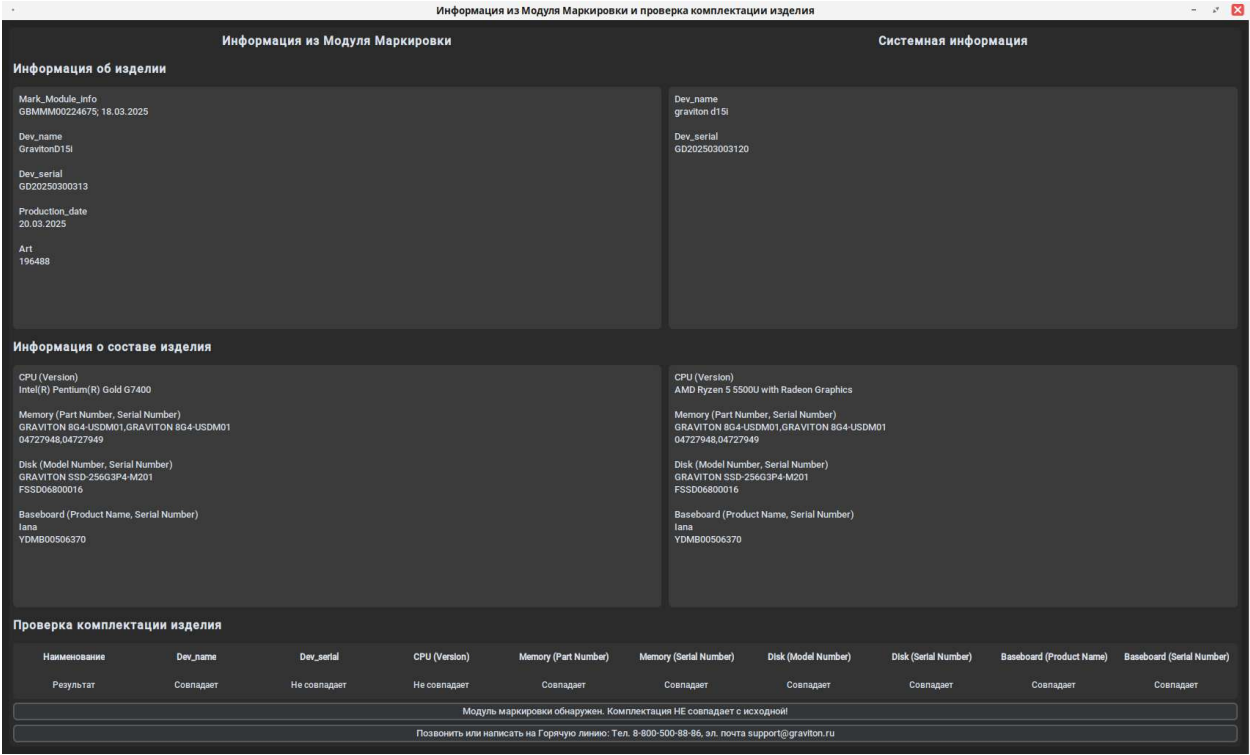 Информация из Модуля Маркировки и проверка комплектации изделия
Информация из Модуля Маркировки
Системная информация
Информация об изделии
Mark_Module_info
GBMMM00224675; 18.03.2025
Dev_name
GravitonD15i
Dev_serial
GD20250300313
Production_date
20.03.2025
Art
196488
Dev_name
graviton d15i
Dev_serial
GD202503003120
Информация о составе изделия
CPU (Version)
Intel(R) Pentium(R) Gold G7400
Memory (Part Number, Serial Number)
GRAVITON 8G4-USDM01,GRAVITON 8G4-USDM01
04727948,04727949
Disk (Model Number, Serial Number)
GRAVITON SSD-256G3P4-M201
FSSD06800016
Baseboard (Product Name, Serial Number)
Iana
YDMB00506370
CPU (Version)
AMD Ryzen 5 5500U with Radeon Graphics
Memory (Part Number, Serial Number)
GRAVITON 8G4-USDM01,GRAVITON 8G4-USDM01
04727948,04727949
Disk (Model Number, Serial Number)
GRAVITON SSD-256G3P4-M201
FSSD06800016
Baseboard (Product Name, Serial Number)
Iana
YDMB00506370
Проверка комплектации изделия
Наименование Dev_name Dev_serial CPU (Version) Memory (Part Number) Memory (Serial Number) Disk (Model Number) Disk (Serial Number) Baseboard (Product Name) Baseboard (Serial Number)
Результат Совпадает Не совпадает Не совпадает Совпадает Совпадает Совпадает Совпадает Совпадает Совпадает
Модуль маркировки обнаружен. Комплектация НЕ совпадает с исходной!
Позвонить или написать на Горячую линию: Тел. 8-800-500-88-86, эл. почта support@graviton.ru